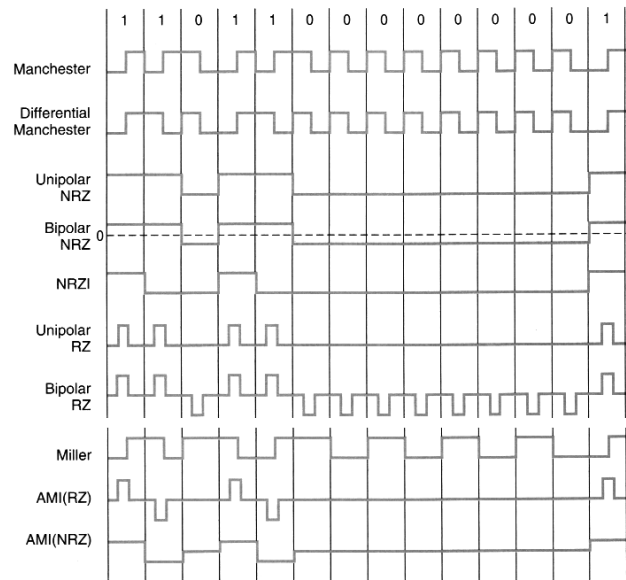 1 1 0 1 1 0 0 0 0 0 0 0 0 1
Manchester
Differential
Manchester
Unipolar
NRZ
Bipolar
NRZ
0
NRZI
Unipolar
RZ
Bipolar
RZ
Miller
AMI(RZ)
AMI(NRZ)